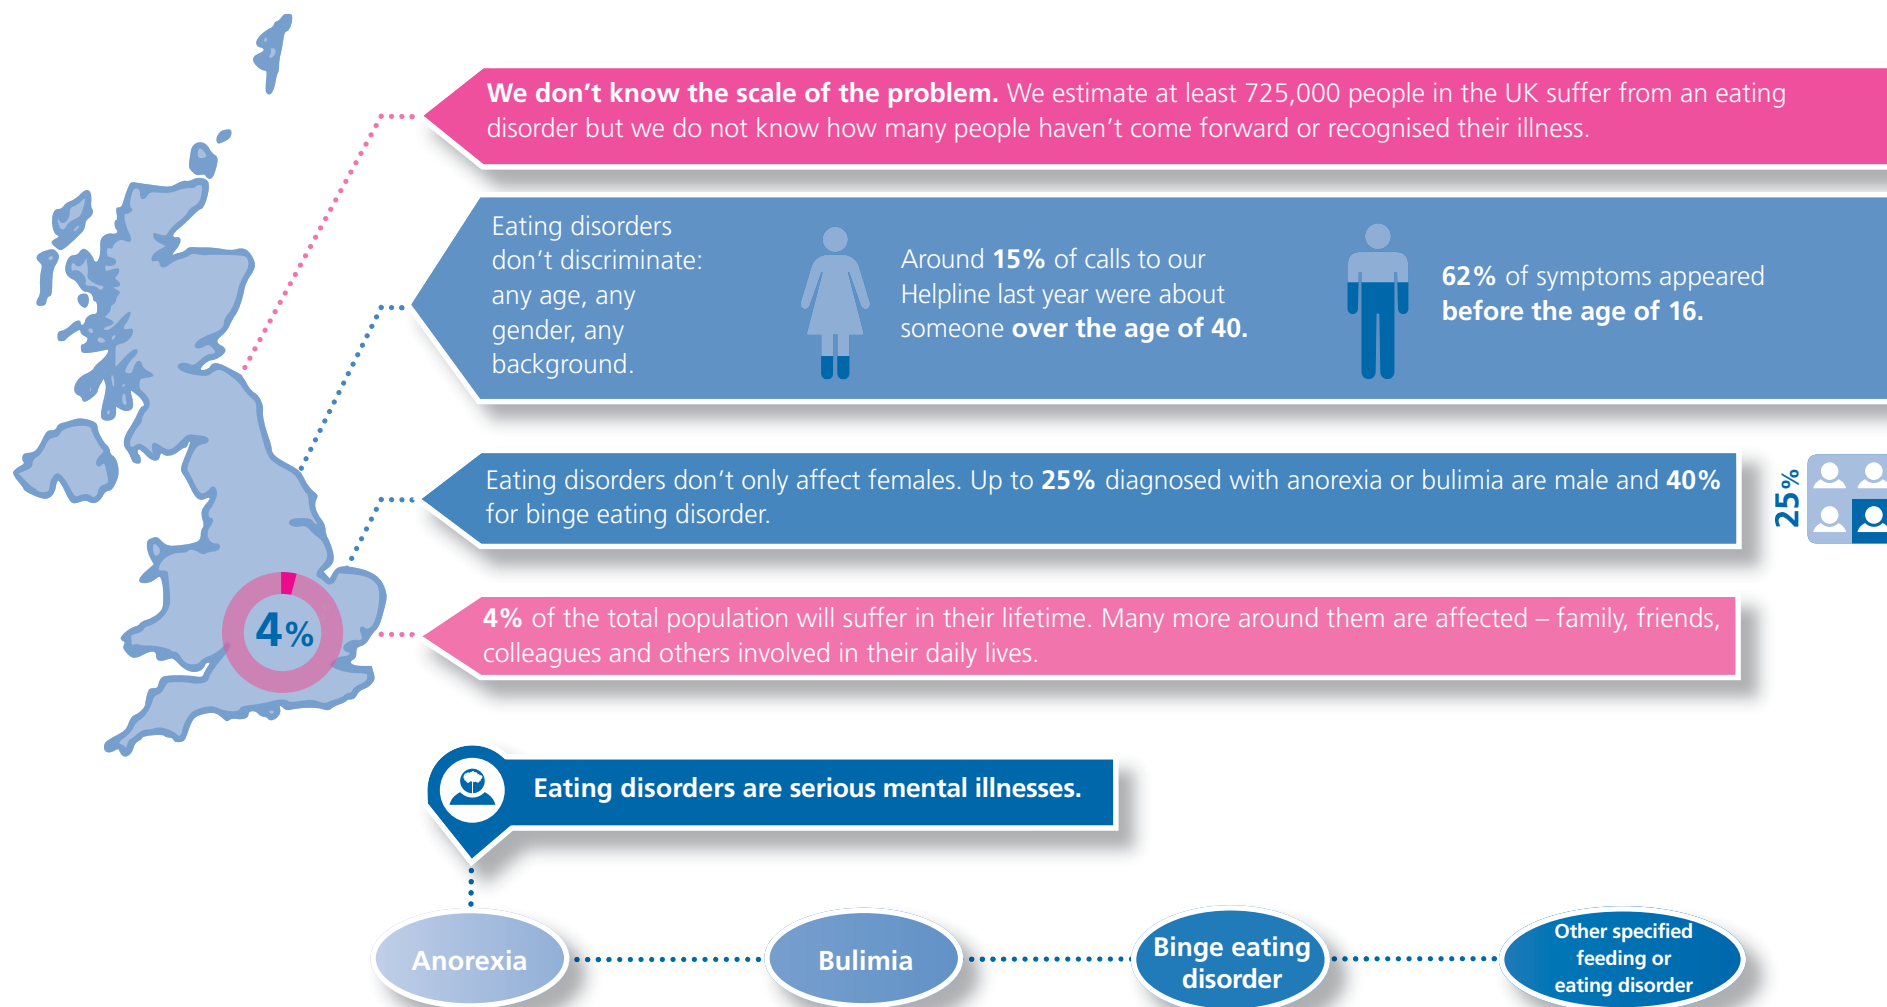 We don't know the scale of the problem. We estimate at least 725,000 people in the UK suffer from an eating
disorder but we do not know how many people haven't come forward or recognised their illness.
Eating disorders
don't discriminate:
any age, any
gender, any
background.
Around 15% of calls to our
Helpline last year were about
someone over the age of 40.
62% of symptoms appeared
before the age of 16.
Eating disorders don't only affect females. Up to 25% diagnosed with anorexia or bulimia are male and 40%
for binge eating disorder.
25%
4%
4% of the total population will suffer in their lifetime. Many more around them are affected – family, friends,
colleagues and others involved in their daily lives.
Eating disorders are serious mental illnesses.
Anorexia
Bulimia
Binge eating
disorder
Other specified
feeding or
eating disorder